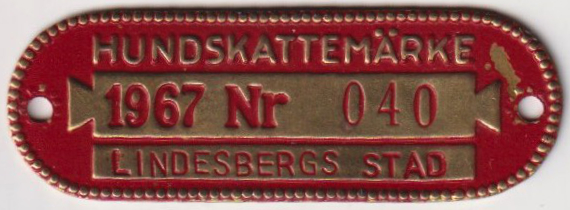 HUNDSKATTEMÄRKE
1967 Nr 040
LINDESBERGS STAD